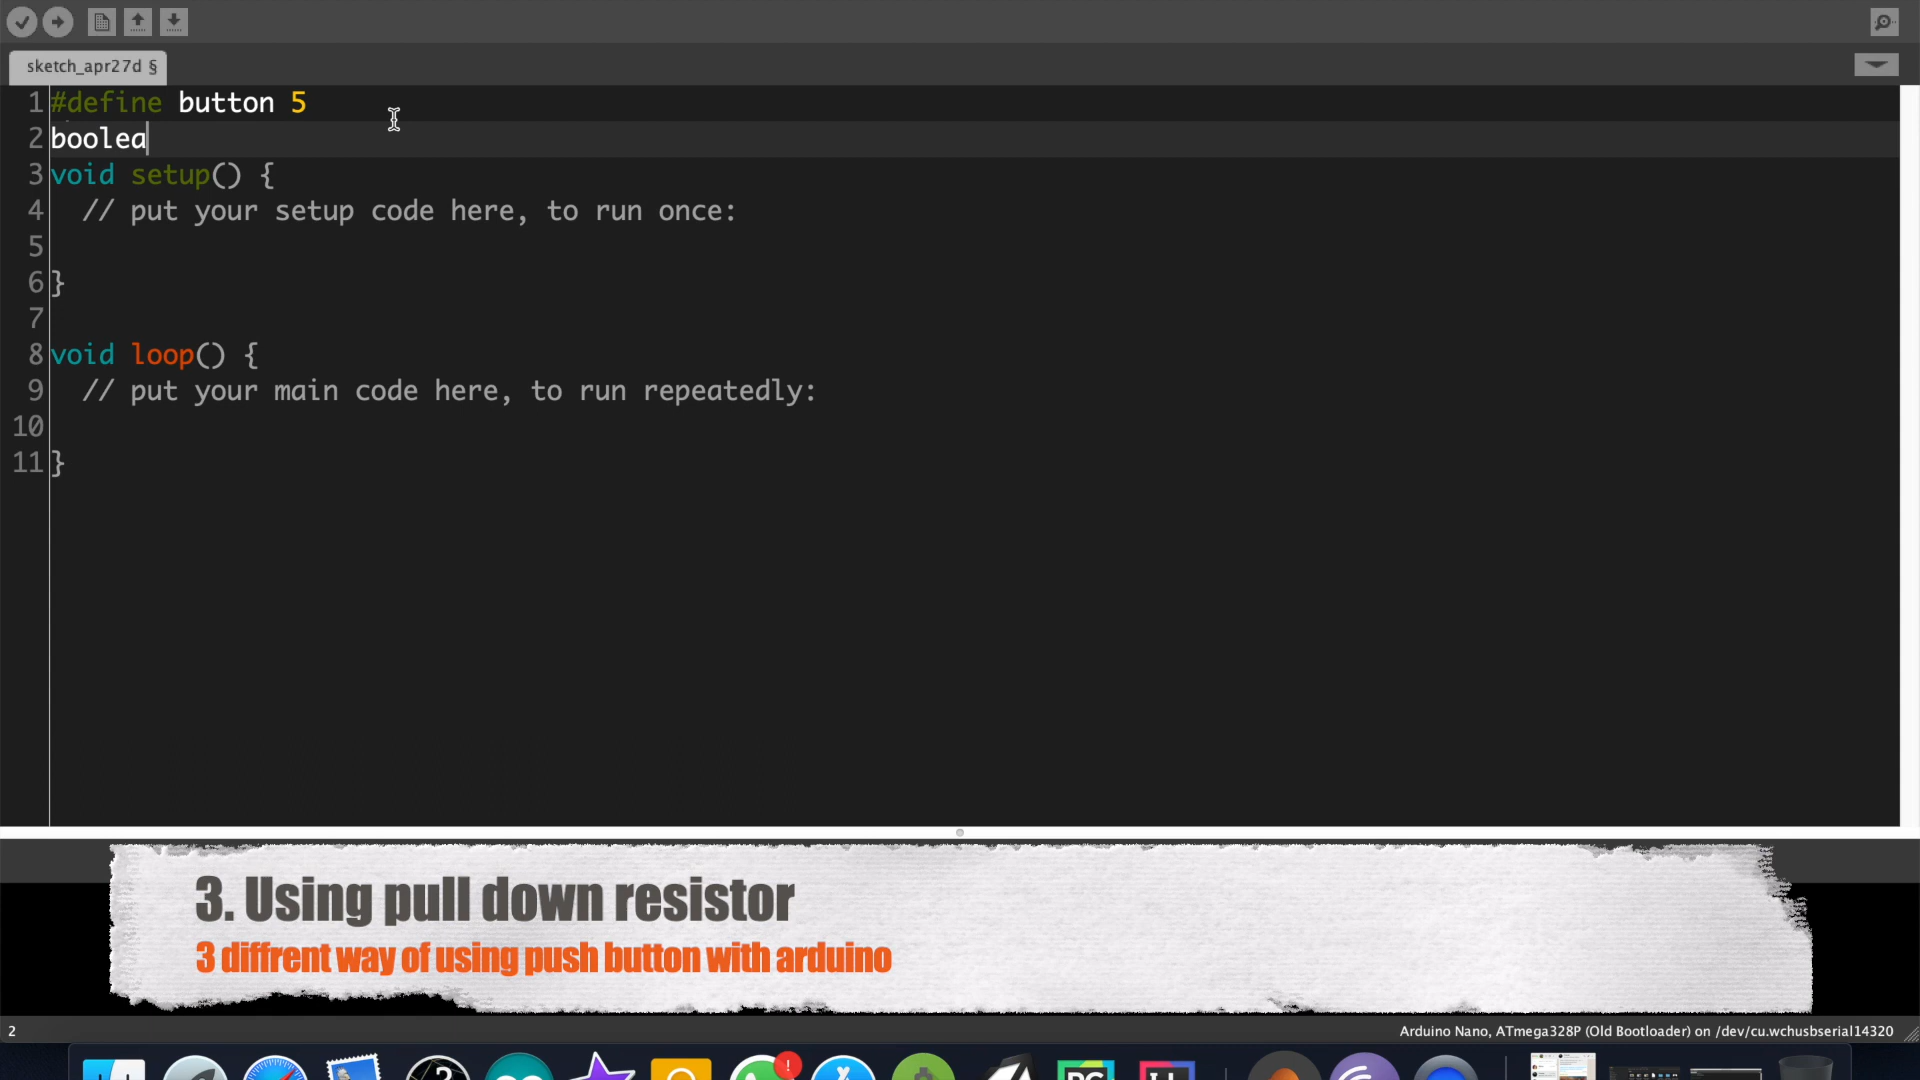 sketch_apr27d §
1 #define button 5
2 boolea
3 void setup() {
4 // put your setup code here, to run once:
5
6 }
7
8 void loop() {
9 // put your main code here, to run repeatedly:
10
11 }
3. Using pull down resistor
3 diffrent way of using push button with arduino
2 Arduino Nano, ATmega328P (Old Bootloader) on /dev/cu.wchusbserial14320